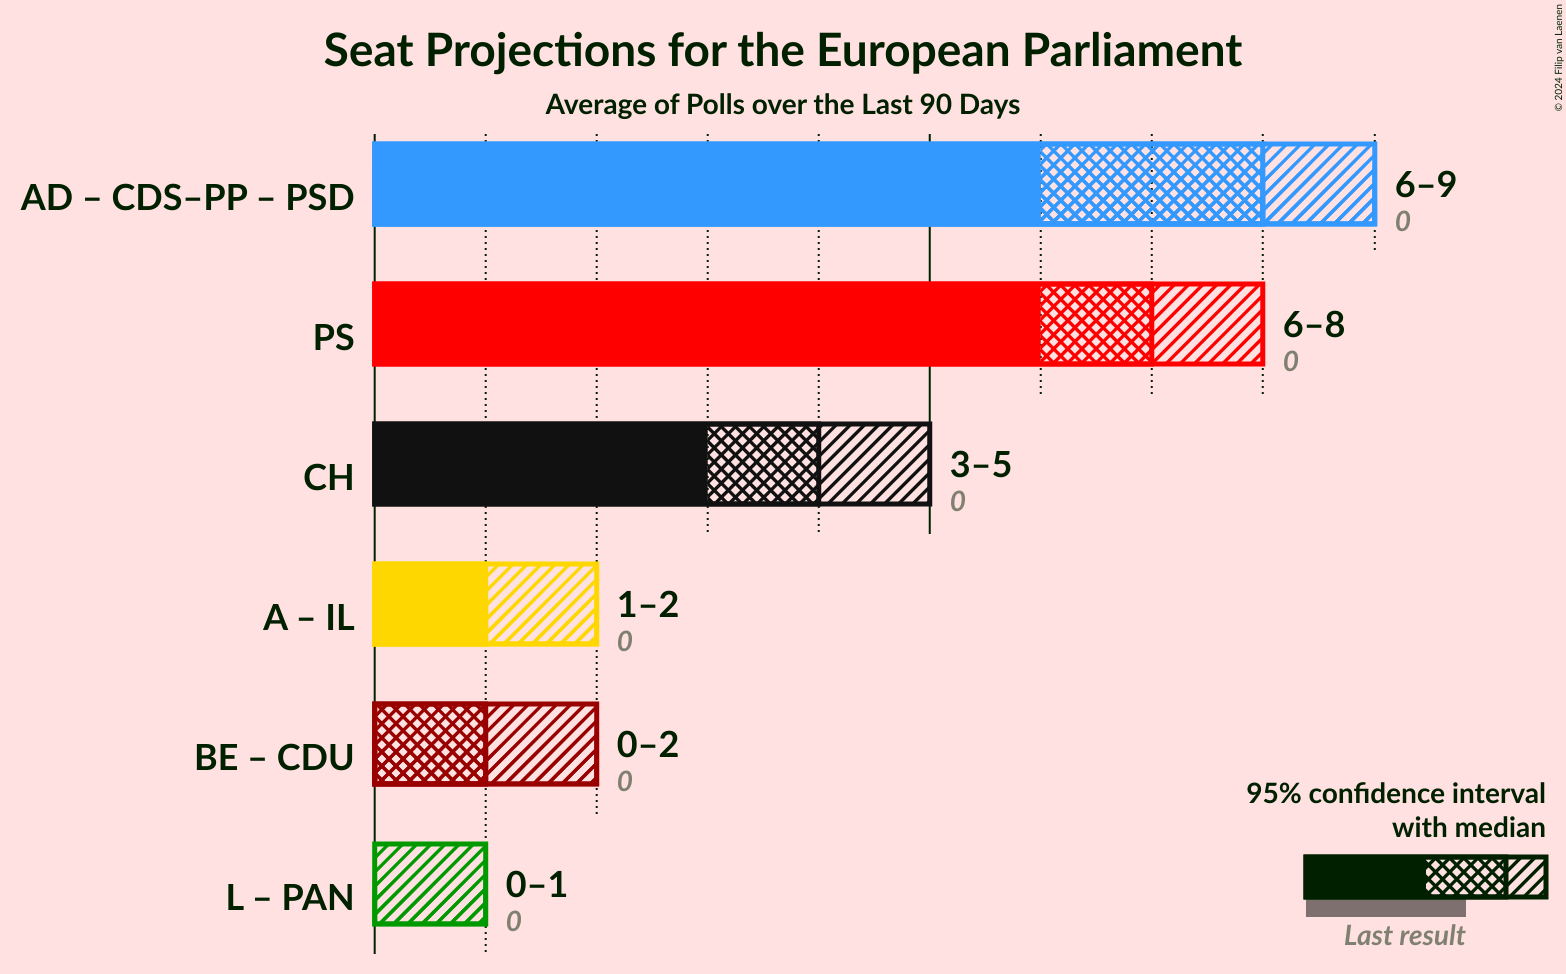 Seat Projections for the European Parliament
Average of Polls over the Last 90 Days
© 2024 Filip van Laenen
AD – CDS–PP – PSD
6–9
0
PS
6–8
0
CH
3–5
0
A – IL
1–2
0
BE – CDU
0–2
0
L – PAN
0–1
0
95% confidence interval
with median
Last result